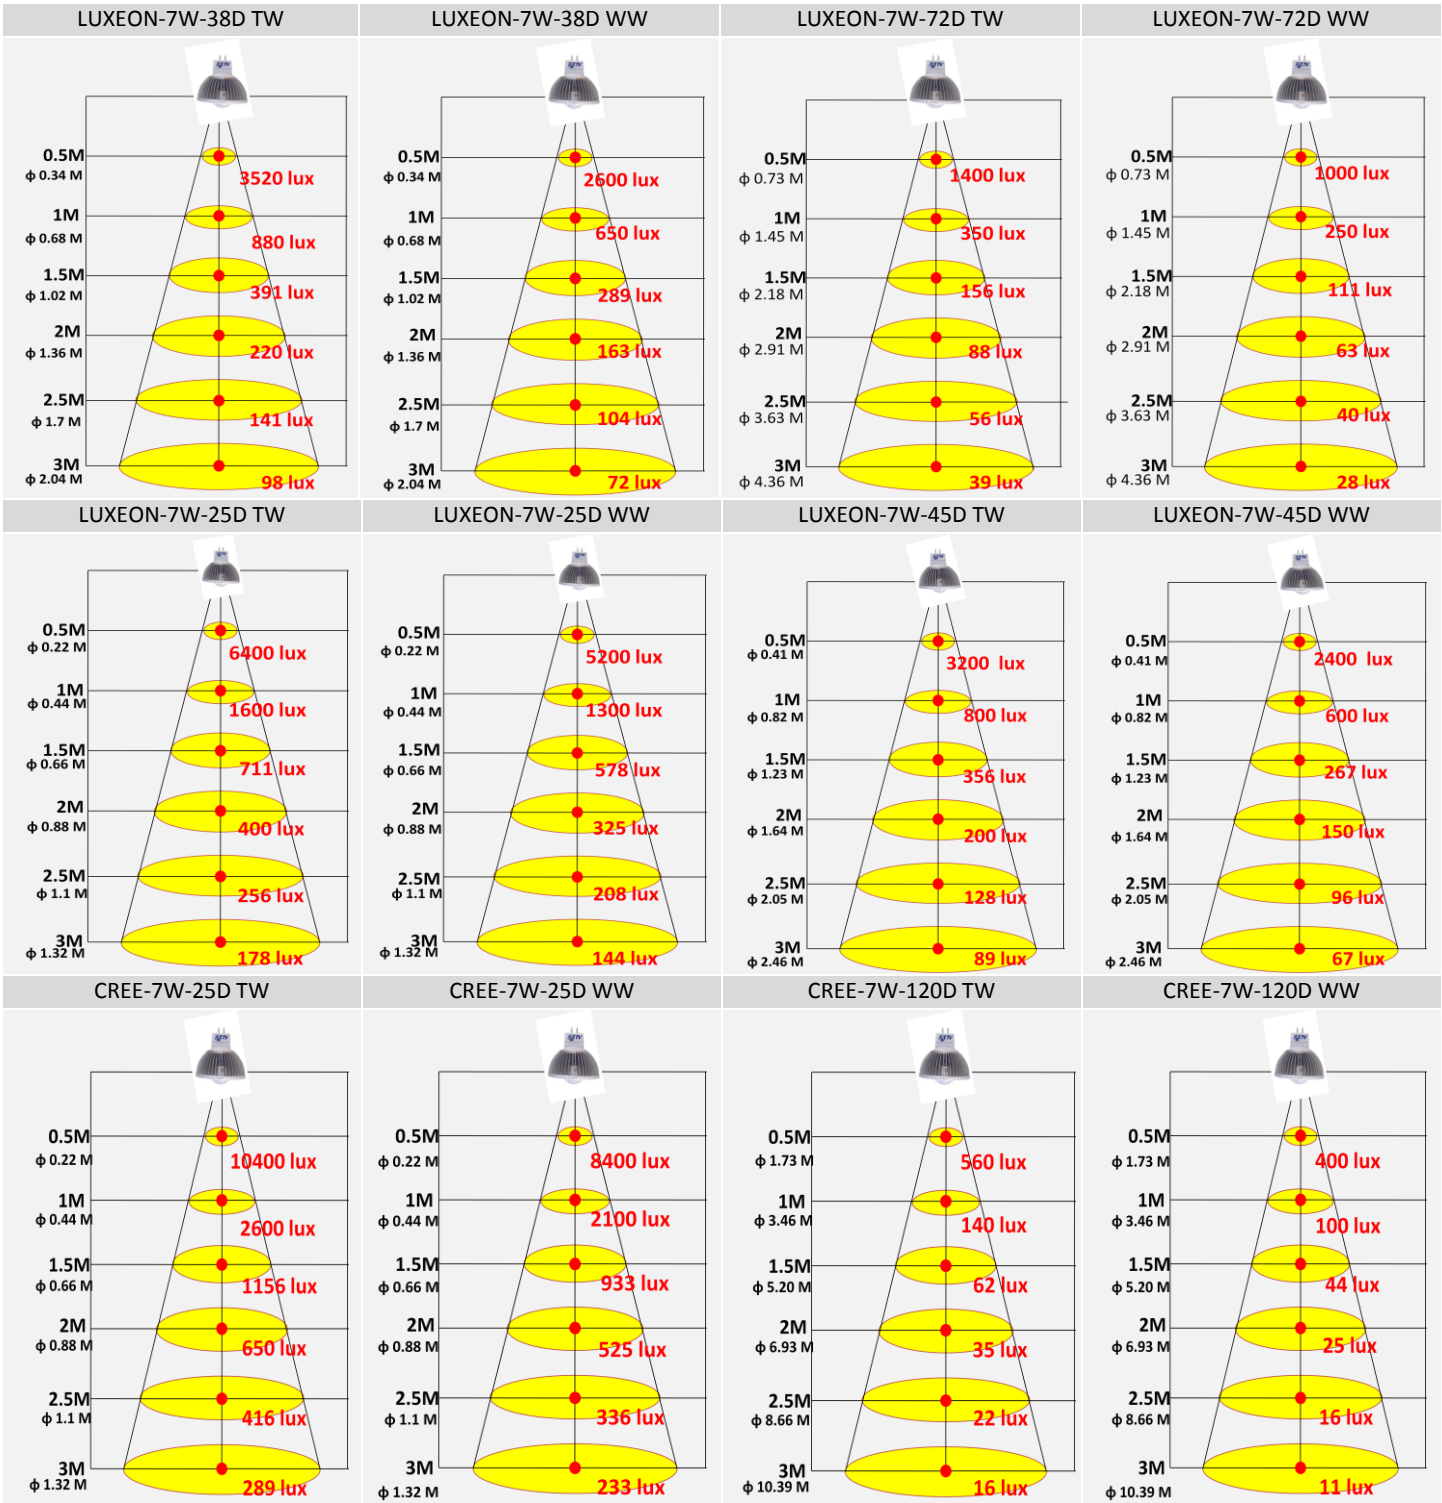 LUXEON-7W-38D TW
0.5M
ф 0.34 M
3520 lux
1M
ф 0.68 M
880 lux
1.5M
ф 1.02 M
391 lux
2M
ф 1.36 M
220 lux
2.5M
ф 1.7 M
141 lux
3M
ф 2.04 M
98 lux
LUXEON-7W-38D WW
0.5M
ф 0.34 M
2600 lux
1M
ф 0.68 M
650 lux
1.5M
ф 1.02 M
289 lux
2M
ф 1.36 M
163 lux
2.5M
ф 1.7 M
104 lux
3M
ф 2.04 M
72 lux
LUXEON-7W-72D TW
0.5M
ф 0.73 M
1400 lux
1M
ф 1.45 M
350 lux
1.5M
ф 2.18 M
156 lux
2M
ф 2.91 M
88 lux
2.5M
ф 3.63 M
56 lux
3M
ф 4.36 M
39 lux
LUXEON-7W-72D WW
0.5M
ф 0.73 M
1000 lux
1M
ф 1.45 M
250 lux
1.5M
ф 2.18 M
111 lux
2M
ф 2.91 M
63 lux
2.5M
ф 3.63 M
40 lux
3M
ф 4.36 M
28 lux
LUXEON-7W-25D TW
0.5M
ф 0.22 M
6400 lux
1M
ф 0.44 M
1600 lux
1.5M
ф 0.66 M
711 lux
2M
ф 0.88 M
400 lux
2.5M
ф 1.1 M
256 lux
3M
ф 1.32 M
178 lux
LUXEON-7W-25D WW
0.5M
ф 0.22 M
5200 lux
1M
ф 0.44 M
1300 lux
1.5M
ф 0.66 M
578 lux
2M
ф 0.88 M
325 lux
2.5M
ф 1.1 M
208 lux
3M
ф 1.32 M
144 lux
LUXEON-7W-45D TW
0.5M
ф 0.41 M
3200 lux
1M
ф 0.82 M
800 lux
1.5M
ф 1.23 M
356 lux
2M
ф 1.64 M
200 lux
2.5M
ф 2.05 M
128 lux
3M
ф 2.46 M
89 lux
LUXEON-7W-45D WW
0.5M
ф 0.41 M
2400 lux
1M
ф 0.82 M
600 lux
1.5M
ф 1.23 M
267 lux
2M
ф 1.64 M
150 lux
2.5M
ф 2.05 M
96 lux
3M
ф 2.46 M
67 lux
CREE-7W-25D TW
0.5M
ф 0.22 M
10400 lux
1M
ф 0.44 M
2600 lux
1.5M
ф 0.66 M
1156 lux
2M
ф 0.88 M
650 lux
2.5M
ф 1.1 M
416 lux
3M
ф 1.32 M
289 lux
CREE-7W-25D WW
0.5M
ф 0.22 M
8400 lux
1M
ф 0.44 M
2100 lux
1.5M
ф 0.66 M
933 lux
2M
ф 0.88 M
525 lux
2.5M
ф 1.1 M
336 lux
3M
ф 1.32 M
233 lux
CREE-7W-120D TW
0.5M
ф 1.73 M
560 lux
1M
ф 3.46 M
140 lux
1.5M
ф 5.20 M
62 lux
2M
ф 6.93 M
35 lux
2.5M
ф 8.66 M
22 lux
3M
ф 10.39 M
16 lux
CREE-7W-120D WW
0.5M
ф 1.73 M
400 lux
1M
ф 3.46 M
100 lux
1.5M
ф 5.20 M
44 lux
2M
ф 6.93 M
25 lux
2.5M
ф 8.66 M
16 lux
3M
ф 10.39 M
11 lux